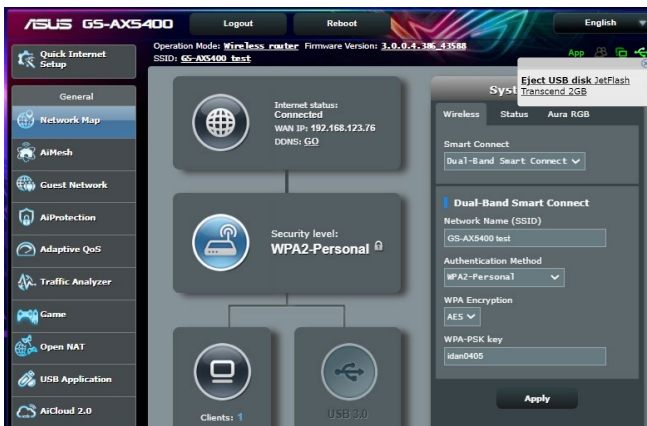 ASUS GS-AX5400
Logout
Reboot
English
Operation Mode: Wireless router Firmware Version: 3.0.0.4.386_43588
SSID: GS-AX5400 test
App
Quick Internet
Setup
General
Network Map
AiMesh
Guest Network
AiProtection
Adaptive QoS
Traffic Analyzer
Game
Open NAT
USB Application
AiCloud 2.0
Internet status:
Connected
WAN IP: 192.168.123.76
DDNS: GO
Security level:
WPA2-Personal
Clients: 1
USB 3.0
Eject USB disk JetFlash
Transcend 2GB
Syst
Wireless
Status
Aura RGB
Smart Connect
Dual-Band Smart Connect
Dual-Band Smart Connect
Network Name (SSID)
GS-AX5400 test
Authentication Method
WPA2-Personal
WPA Encryption
AES
WPA-PSK key
idan0405
Apply